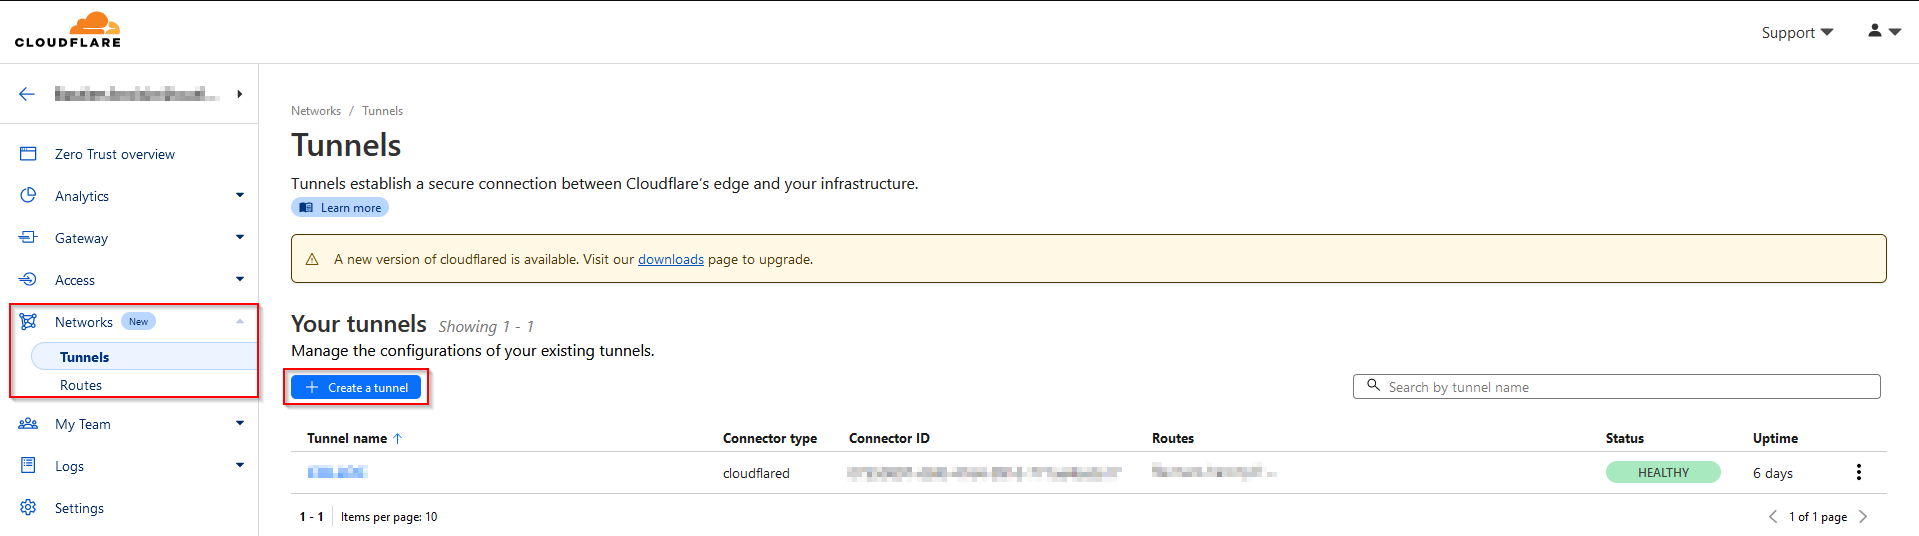 CLOUDFLARE
Support
Zero Trust overview
Analytics
Gateway
Access
Networks New
Tunnels
Routes
My Team
Logs
Settings
Networks / Tunnels
Tunnels
Tunnels establish a secure connection between Cloudflare's edge and your infrastructure.
Learn more
A new version of cloudflared is available. Visit our downloads page to upgrade.
Your tunnels Showing 1 - 1
Manage the configurations of your existing tunnels.
+ Create a tunnel
Search by tunnel name
Tunnel name ↑ Connector type Connector ID Routes Status Uptime
cloudflared HEALTHY 6 days
1 - 1 Items per page: 10 1 of 1 page